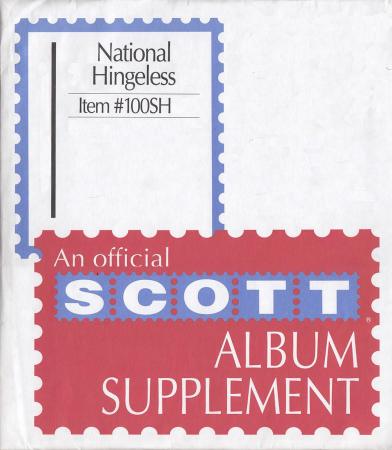 National
Hingeless
Item #100SH
An official
SCOTT®
ALBUM
SUPPLEMENT